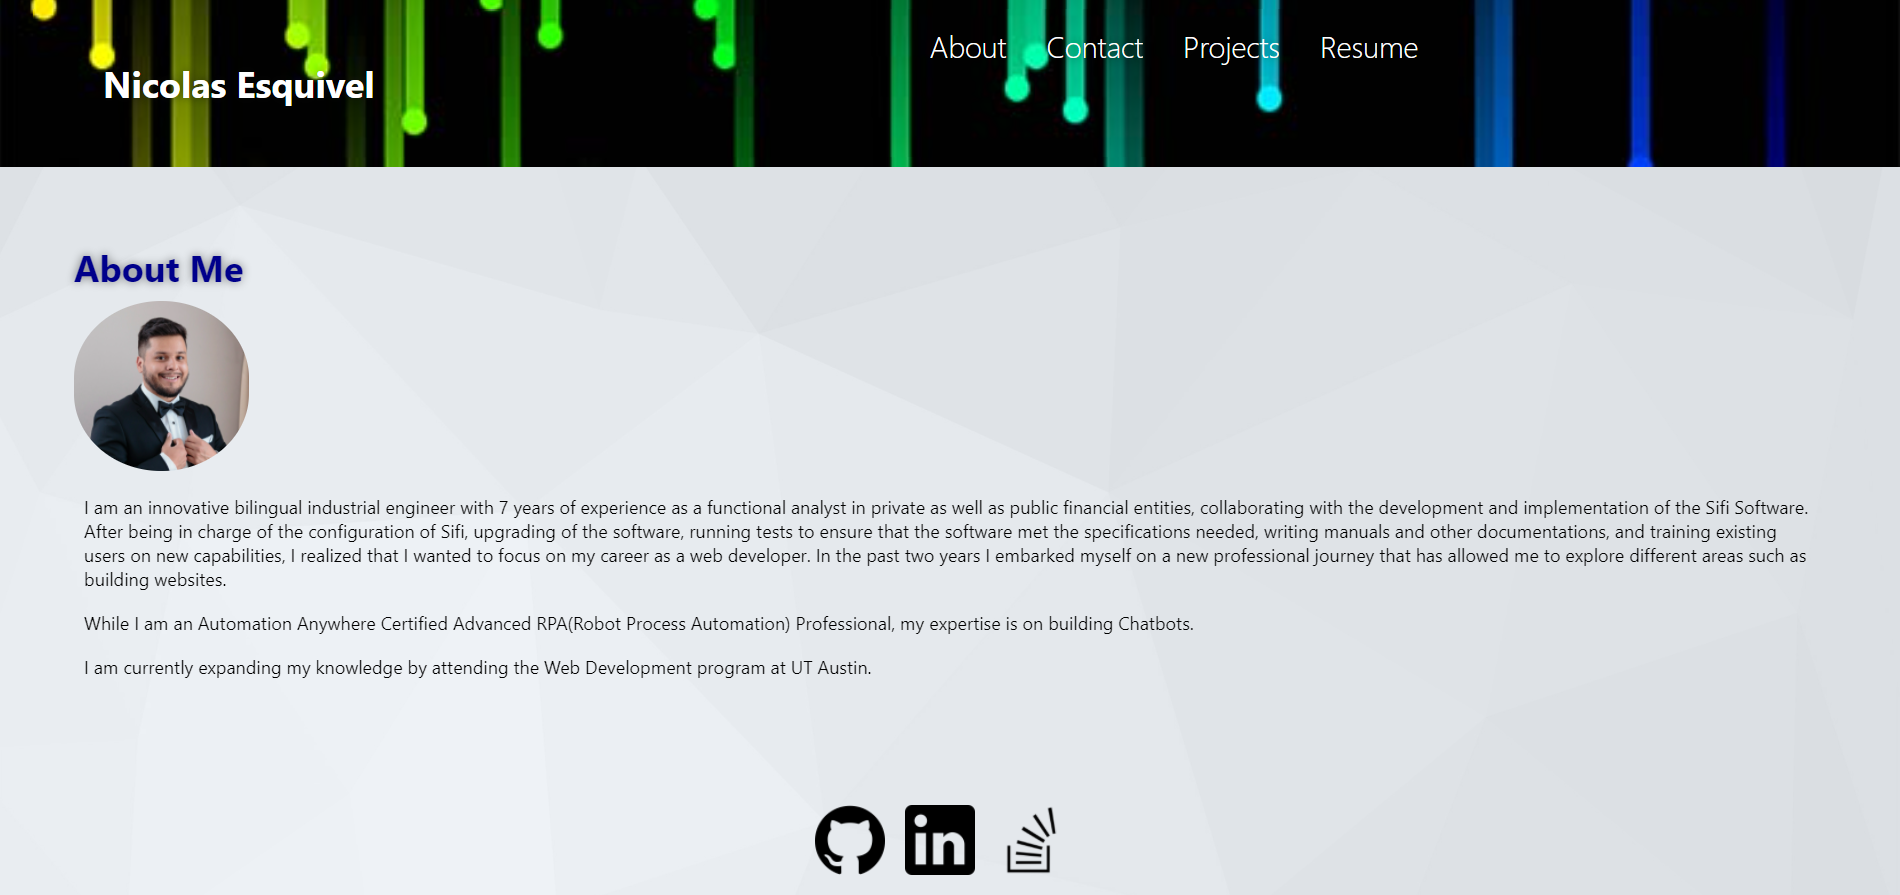 Nicolas Esquivel
About Contact Projects Resume
About Me
I am an innovative bilingual industrial engineer with 7 years of experience as a functional analyst in private as well as public financial entities, collaborating with the development and implementation of the Sifi Software.
After being in charge of the configuration of Sifi, upgrading of the software, running tests to ensure that the software met the specifications needed, writing manuals and other documentations, and training existing
users on new capabilities, I realized that I wanted to focus on my career as a web developer. In the past two years I embarked myself on a new professional journey that has allowed me to explore different areas such as
building websites.
While I am an Automation Anywhere Certified Advanced RPA(Robot Process Automation) Professional, my expertise is on building Chatbots.
I am currently expanding my knowledge by attending the Web Development program at UT Austin.
in